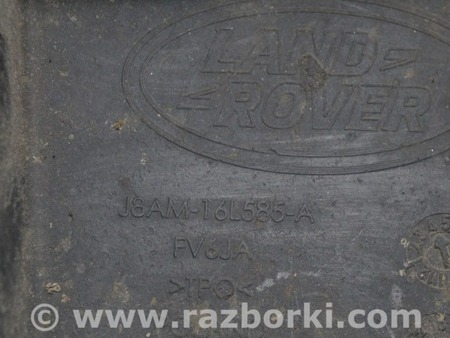 LAND
ROVER
J8AM-16L585-A
FV6JA
>TPO<
© www.razborki.com